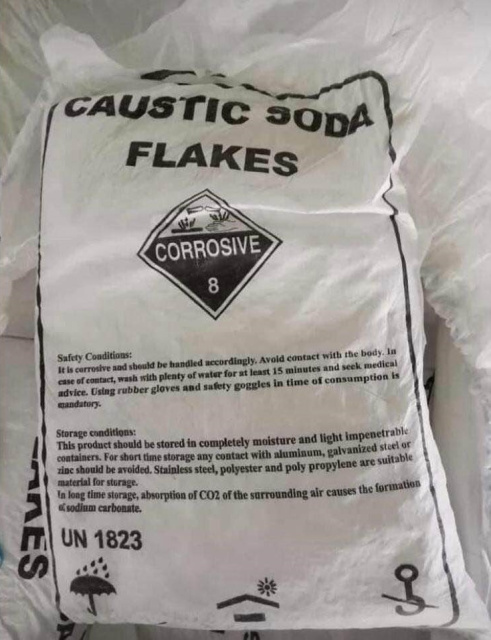 CAUSTIC SODA
FLAKES
CORROSIVE
8
Safety Conditions:
It is corrosive and should be handled accordingly. Avoid contact with the body. In
case of contact, wash with plenty of water for at least 15 minutes and seek medical
advice. Using rubber gloves and safety goggles in time of consumption is
mandatory.
Storage conditions:
This product should be stored in completely moisture and light impenetrable
containers. For short time storage any contact with aluminum, galvanized steel or
zinc should be avoided. Stainless steel, polyester and poly propylene are suitable
material for storage.
In long time storage, absorption of CO2 of the surrounding air causes the formation
of sodium carbonate.
UN 1823